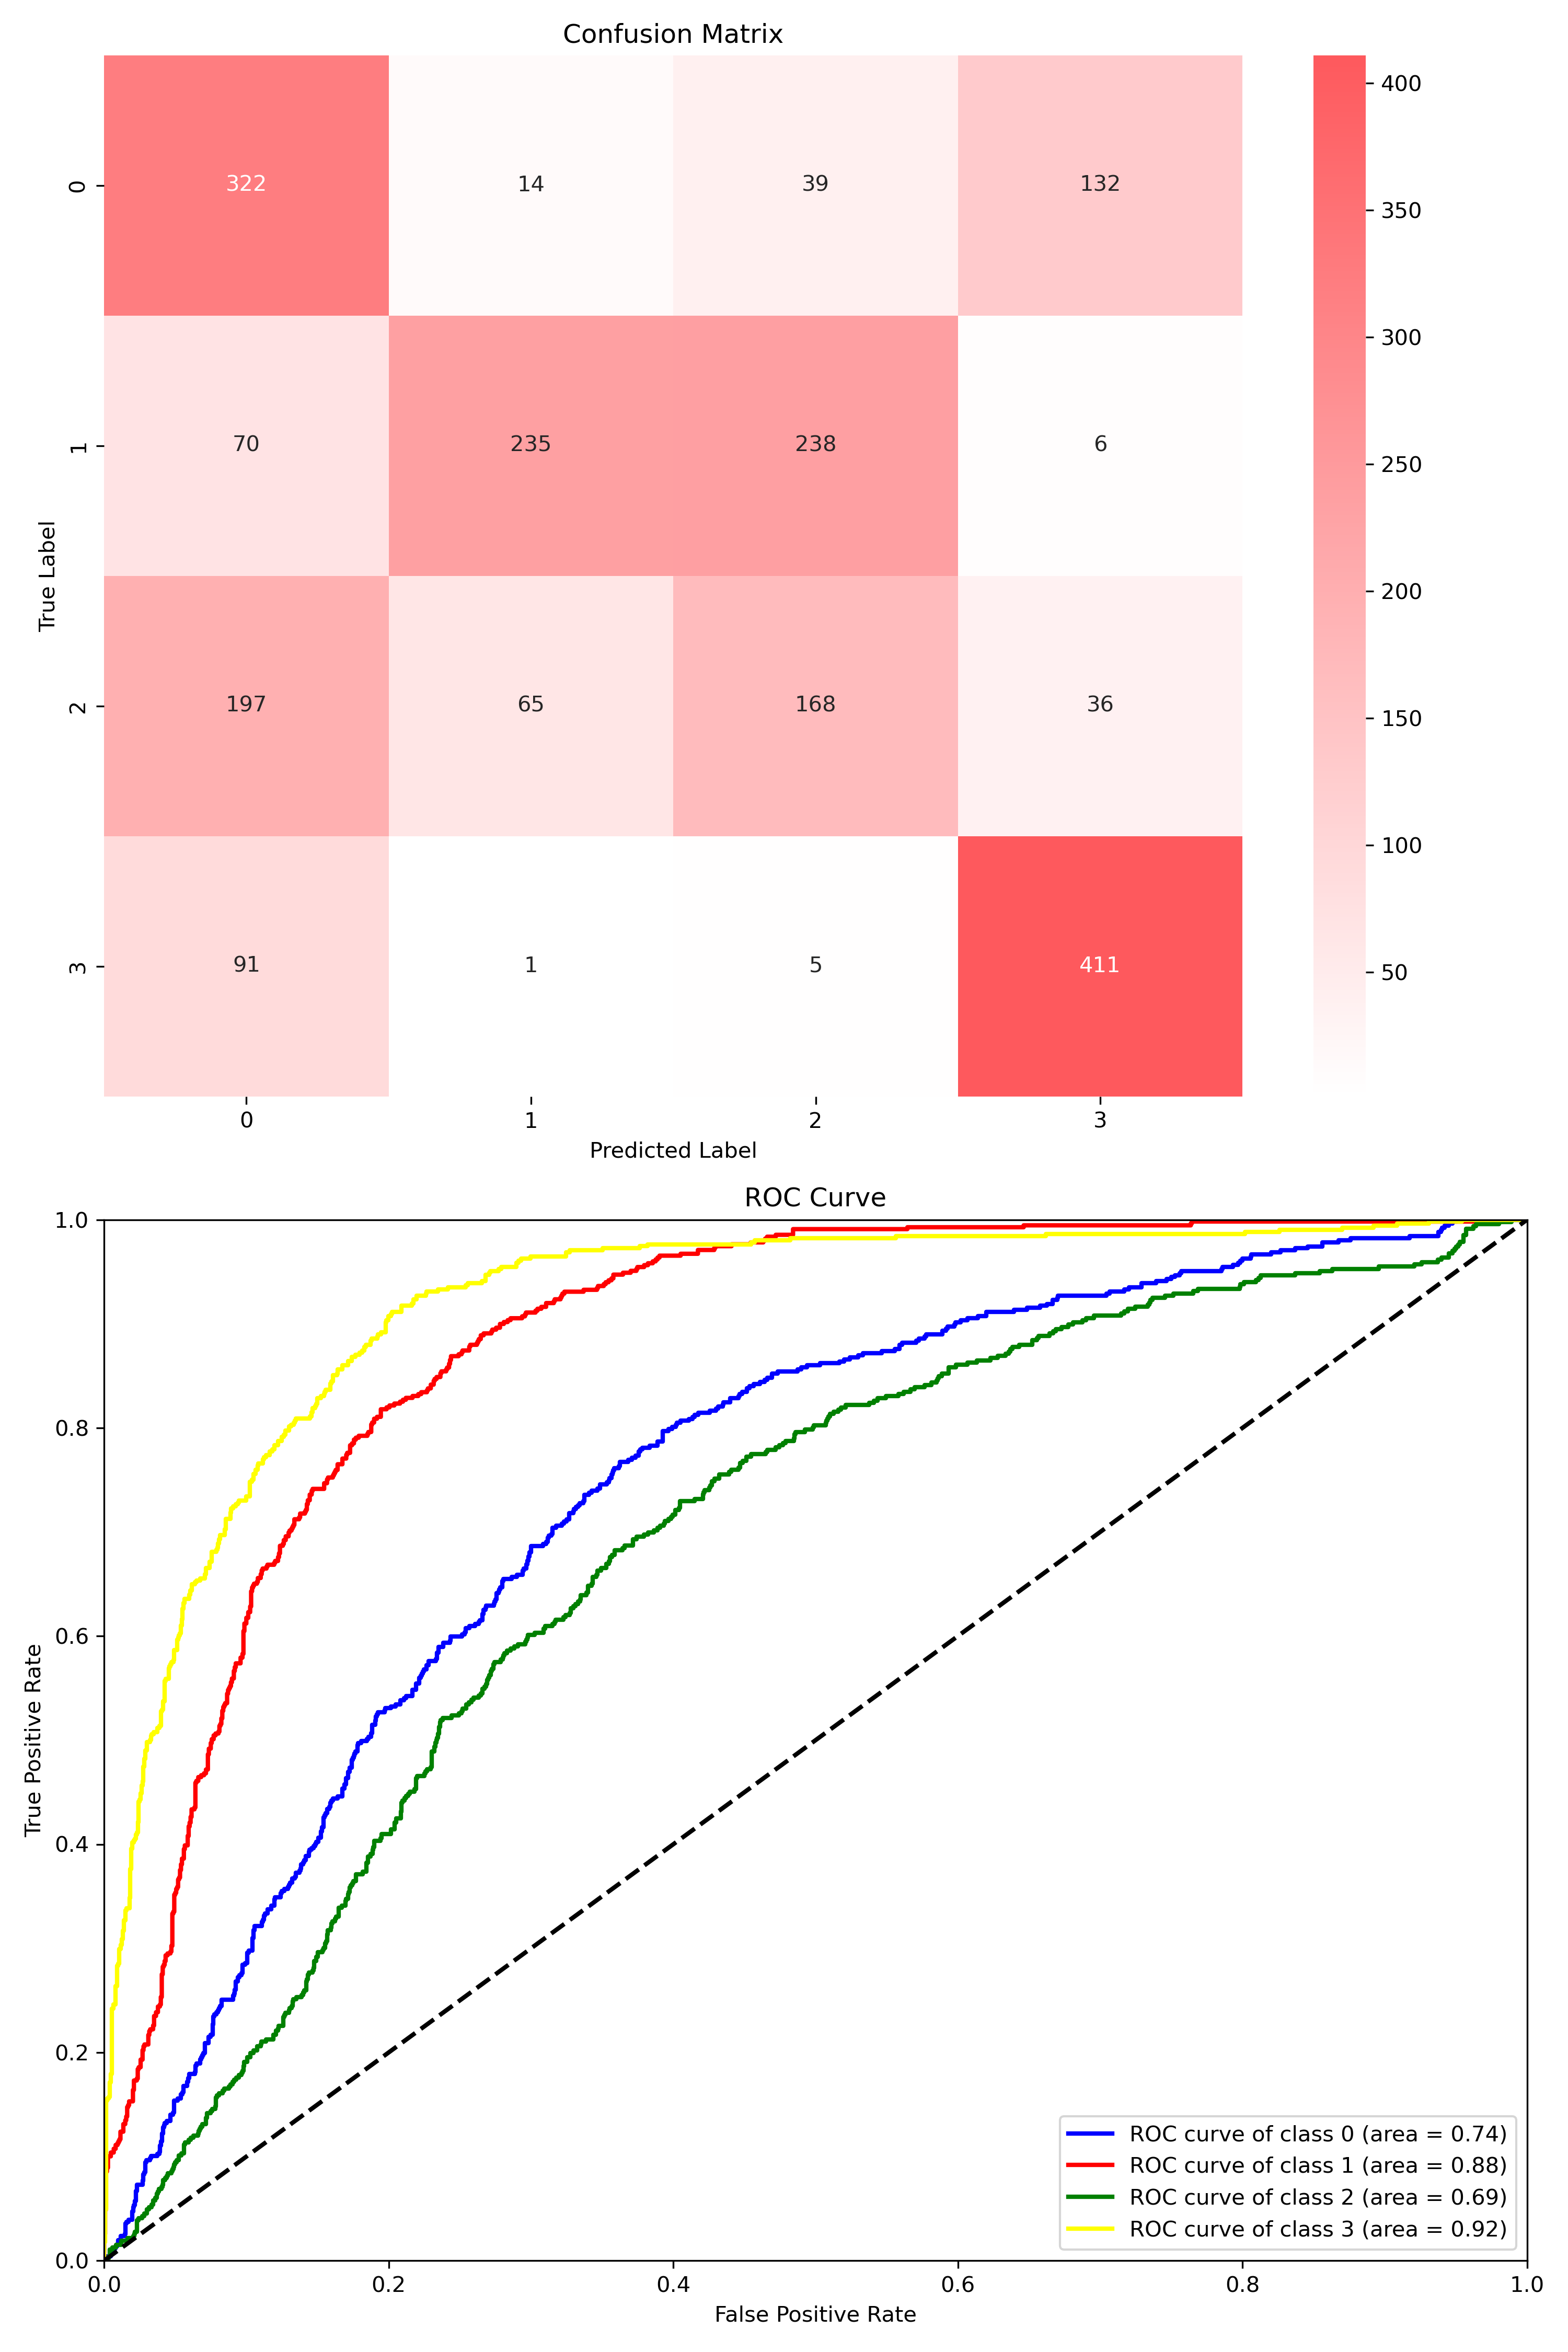 Confusion Matrix
400
350
300
250
200
150
100
50
True Label
0
322 14 39 132
1
70 235 238 6
2
197 65 168 36
3
91 1 5 411
0 1 2 3
Predicted Label
ROC Curve
True Positive Rate
1.0
0.8
0.6
0.4
0.2
0.0
ROC curve of class 0 (area = 0.74)
ROC curve of class 1 (area = 0.88)
ROC curve of class 2 (area = 0.69)
ROC curve of class 3 (area = 0.92)
0.0 0.2 0.4 0.6 0.8 1.0
False Positive Rate